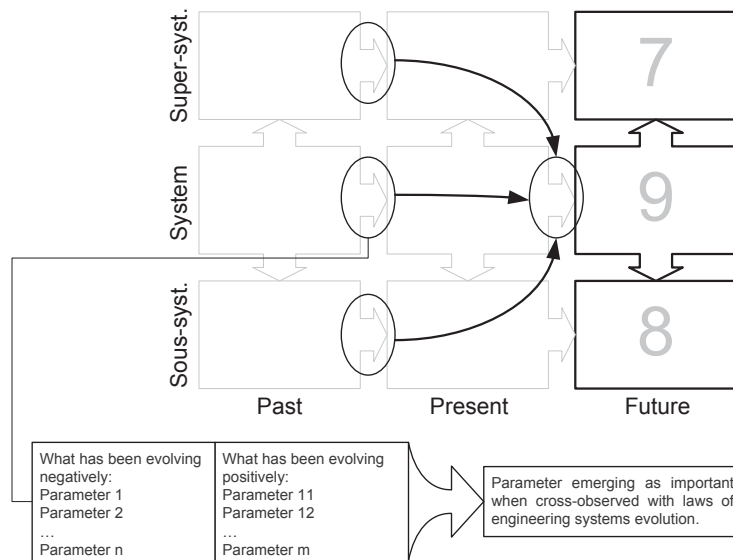 Super-syst.
7
System
9
Sous-syst.
8
Past
Present
Future
What has been evolving
negatively:
Parameter 1
Parameter 2
...
Parameter n
What has been evolving
positively:
Parameter 11
Parameter 12
...
Parameter m
Parameter emerging as important
when cross-observed with laws of
engineering systems evolution.